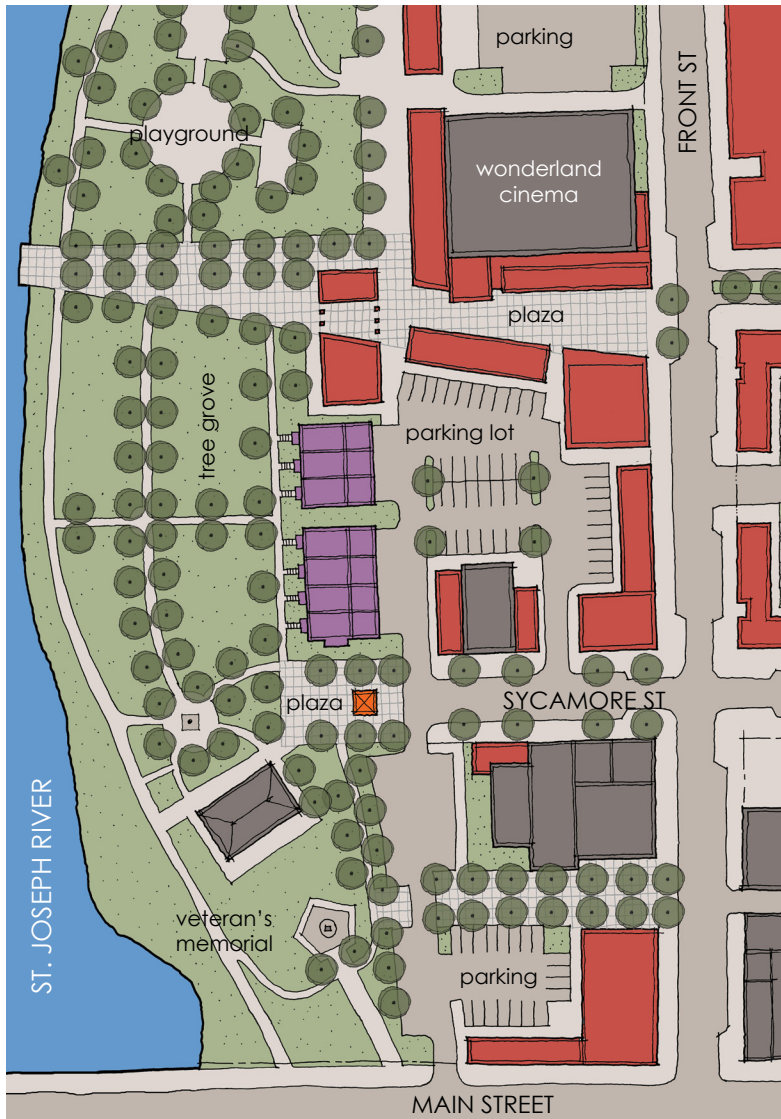 parking
FRONT ST
playground
wonderland
cinema
plaza
tree grove
parking lot
plaza
SYCAMORE ST
ST. JOSEPH RIVER
veteran's
memorial
parking
MAIN STREET